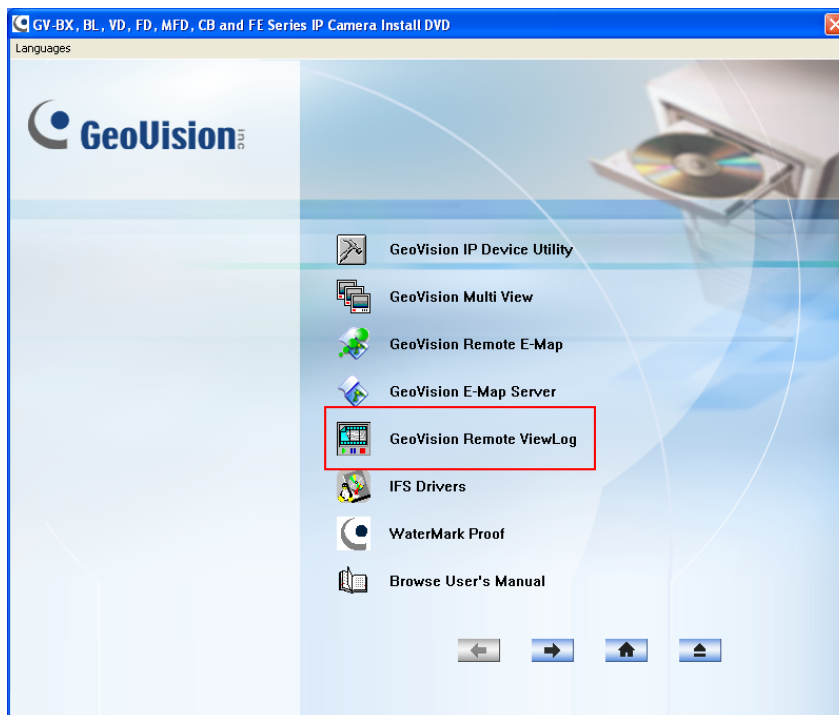 GV-BX, BL, VD, FD, MFD, CB and FE Series IP Camera Install DVD
Languages
GeoVision inc
GeoVision IP Device Utility
GeoVision Multi View
GeoVision Remote E-Map
GeoVision E-Map Server
GeoVision Remote ViewLog
IFS Drivers
WaterMark Proof
Browse User's Manual